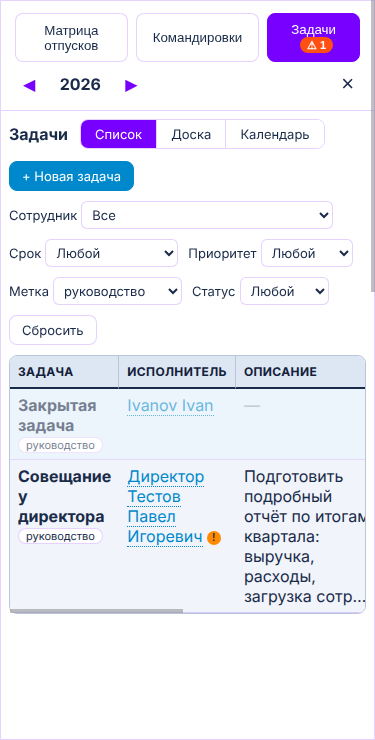 Матрица
отпусков
Командировки
Задачи
⚠ 1
◀ 2026 ▶ ×
Задачи Список Доска Календарь
+ Новая задача
Сотрудник Все
Срок Любой Приоритет Любой
Метка руководство Статус Любой
Сбросить
ЗАДАЧА ИСПОЛНИТЕЛЬ ОПИСАНИЕ
Закрытая
задача
руководство
Ivanov Ivan
—
Совещание
у
директора
руководство
Директор
Тестов
Павел
Игоревич !
Подготовить
подробный
отчёт по итогам
квартала:
выручка,
расходы,
загрузка сотр...